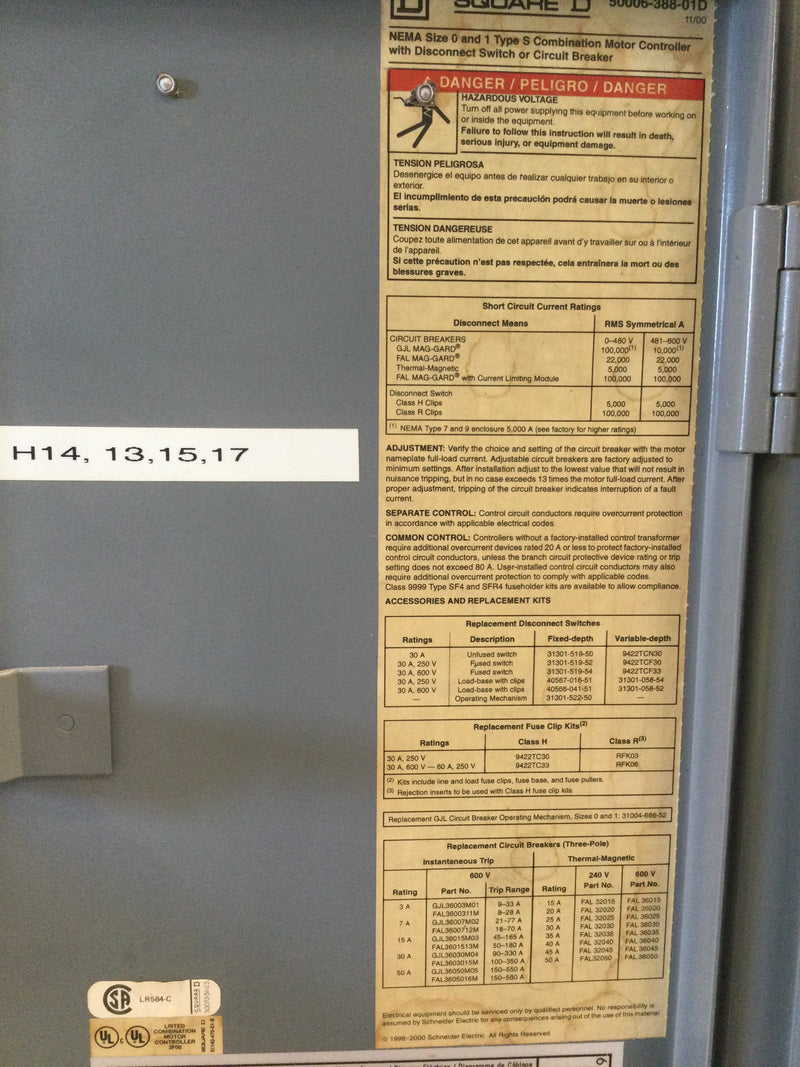 SQUARE D
50006-388-01D
11/00
NEMA Size 0 and 1 Type S Combination Motor Controller
with Disconnect Switch or Circuit Breaker
DANGER / PELIGRO / DANGER
HAZARDOUS VOLTAGE
Turn off all power supplying this equipment before working on
or inside the equipment.
Failure to follow this instruction will result in death,
serious injury, or equipment damage.
TENSION PELIGROSA
Desenergice el equipo antes de realizar cualquier trabajo en su interior o
exterior.
El incumplimiento de esta precaución podrá causar la muerte o lesiones
serias.
TENSION DANGEREUSE
Coupez toute alimentation de cet appareil avant d'y travailler sur ou à l'intérieur
de l'appareil.
Si cette précaution n'est pas respectée, cela entraînera la mort ou des
blessures graves.
Short Circuit Current Ratings
Disconnect Means RMS Symmetrical A
CIRCUIT BREAKERS 0–480 V 481–600 V
GJL MAG-GARD® 100,000(1) 10,000(1)
FAL MAG-GARD® 22,000 22,000
Thermal-Magnetic 5,000 5,000
FAL MAG-GARD® with Current Limiting Module 100,000 100,000
Disconnect Switch
Class H Clips 5,000 5,000
Class R Clips 100,000 100,000
(1) NEMA Type 7 and 9 enclosure 5,000 A (see factory for higher ratings)
H14, 13,15,17
ADJUSTMENT: Verify the choice and setting of the circuit breaker with the motor
nameplate full-load current. Adjustable circuit breakers are factory adjusted to
minimum settings. After installation adjust to the lowest value that will not result in
nuisance tripping, but in no case exceeds 13 times the motor full-load current. After
proper adjustment, tripping of the circuit breaker indicates interruption of a fault
current.
SEPARATE CONTROL: Control circuit conductors require overcurrent protection
in accordance with applicable electrical codes.
COMMON CONTROL: Controllers without a factory-installed control transformer
require additional overcurrent devices rated 20 A or less to protect factory-installed
control circuit conductors, unless the branch circuit protective device rating or trip
setting does not exceed 80 A. User-installed control circuit conductors may also
require additional overcurrent protection to comply with applicable codes.
Class 9999 Type SF4 and SFR4 fuseholder kits are available to allow compliance.
ACCESSORIES AND REPLACEMENT KITS
Replacement Disconnect Switches
Ratings Description Fixed-depth Variable-depth
30 A Unfused switch 31301-519-50 9422TCN30
30 A, 250 V Fused switch 31301-519-52 9422TCF30
30 A, 600 V Fused switch 31301-519-54 9422TCF33
30 A, 250 V Load-base with clips 40567-016-51 31301-058-54
30 A, 600 V Load-base with clips 40566-041-51 31301-058-52
— Operating Mechanism 31301-522-50 —
Replacement Fuse Clip Kits(2)
Ratings Class H Class R(3)
30 A, 250 V 9422TC30 RFK03
30 A, 600 V — 60 A, 250 V 9422TC33 RFK06
(2) Kits include line and load fuse clips, fuse base, and fuse pullers.
(3) Rejection inserts to be used with Class H fuse clip kits.
Replacement GJL Circuit Breaker Operating Mechanism, Sizes 0 and 1: 31004-666-52
Replacement Circuit Breakers (Three-Pole)
Instantaneous Trip Thermal-Magnetic
600 V 240 V 600 V
Rating Part No. Trip Range Rating Part No. Part No.
3 A GJL36003M01 9–33 A 15 A FAL 32015 FAL 36015
FAL3600311M 8–28 A 20 A FAL 32020 FAL 36020
7 A GJL36007M02 21–77 A 25 A FAL 32025 FAL 36025
FAL3600712M 18–70 A 30 A FAL 32030 FAL 36030
15 A GJL36015M03 45–165 A 35 A FAL 32035 FAL 36035
FAL3601513M 50–180 A 40 A FAL 32040 FAL 36040
30 A GJL36030M04 90–330 A 45 A FAL 32045 FAL 36045
FAL3603015M 100–350 A 50 A FAL32050 FAL 36050
50 A GJL36050M05 150–550 A
FAL3605016M 150–580 A
Electrical equipment should be serviced only by qualified personnel. No responsibility is
assumed by Schneider Electric for any consequences arising out of the use of this material.
© 1998–2000 Schneider Electric All Rights Reserved
LR584-C
SQUARE D
UL
C UL
LISTED
COMBINATION
MOTOR
CONTROLLER
3F06
SQUARE D